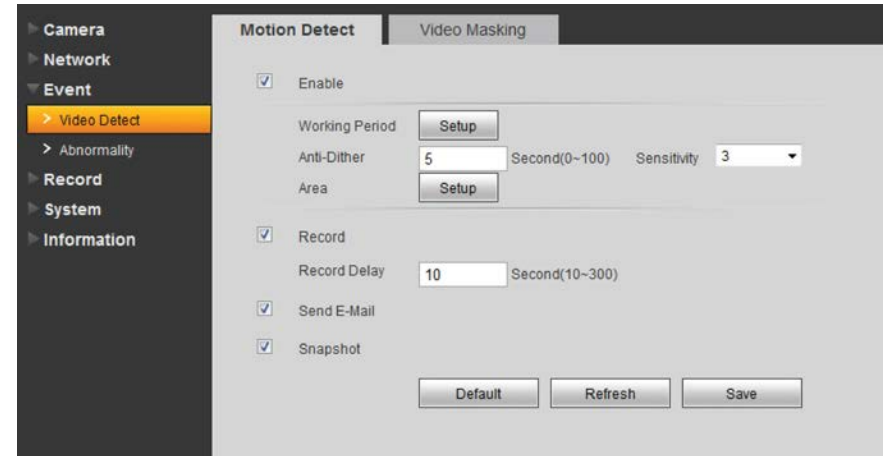 Camera
Network
Event
> Video Detect
> Abnormality
Record
System
Information
Motion Detect
Video Masking
Enable
Working Period Setup
Anti-Dither 5 Second(0~100) Sensitivity 3
Area Setup
Record
Record Delay 10 Second(10~300)
Send E-Mail
Snapshot
Default Refresh Save